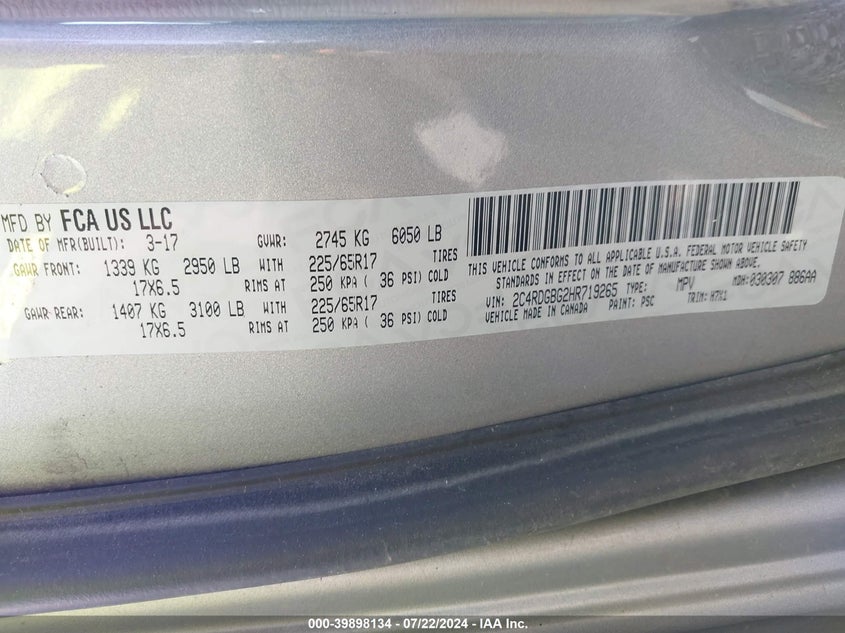 MFD BY FCA US LLC
DATE OF MFR(BUILT): 3-17 GVWR: 2745 KG 6050 LB
GAWR FRONT: 1339 KG 2950 LB WITH 225/65R17 TIRES
17X6.5 RIMS AT 250 KPA ( 36 PSI) COLD
GAWR REAR: 1407 KG 3100 LB WITH 225/65R17 TIRES
17X6.5 RIMS AT 250 KPA ( 36 PSI) COLD
THIS VEHICLE CONFORMS TO ALL APPLICABLE U.S.A. FEDERAL MOTOR VEHICLE SAFETY
STANDARDS IN EFFECT ON THE DATE OF MANUFACTURE SHOWN ABOVE.
VIN: 2C4RDGBG2HR719265 TYPE: MPV MDH: 030307 886AA
VEHICLE MADE IN CANADA PAINT: PSC TRIM: H7X1
000-39898134 / 07/22/2024 - IAA Inc.